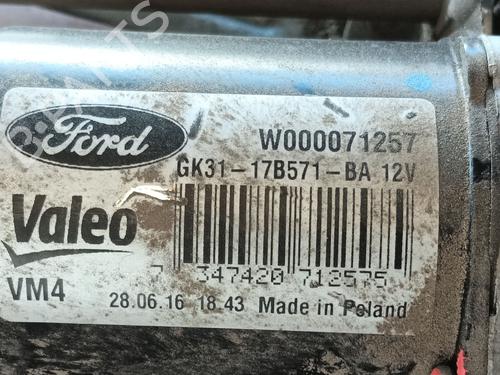 Ford
W000071257
GK31-17B571-BA 12V
Valeo
7 347420 712575
VM4 28.06.16 18.43 Made in Poland